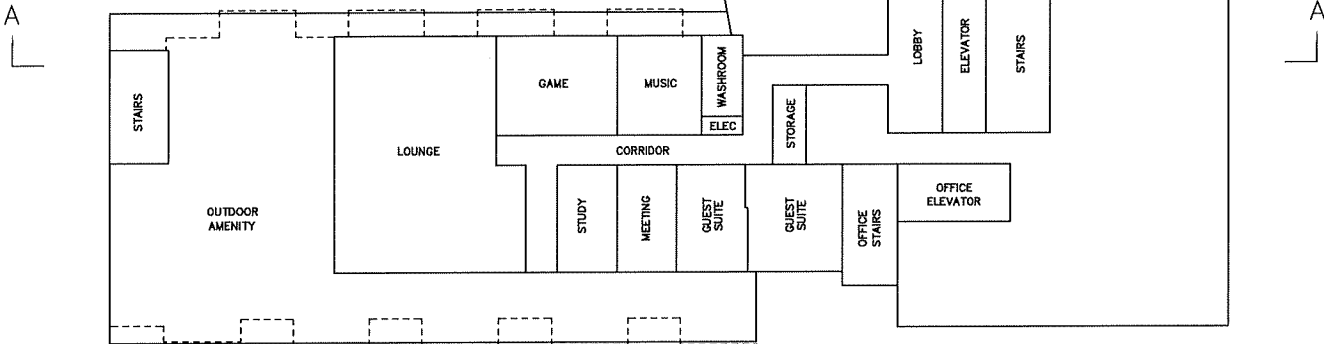 A
A
LOBBY
ELEVATOR
STAIRS
STAIRS
GAME
MUSIC
WASHROOM
ELEC
STORAGE
LOUNGE
CORRIDOR
OUTDOOR
AMENITY
STUDY
MEETING
GUEST
SUITE
GUEST
SUITE
OFFICE
STAIRS
OFFICE
ELEVATOR